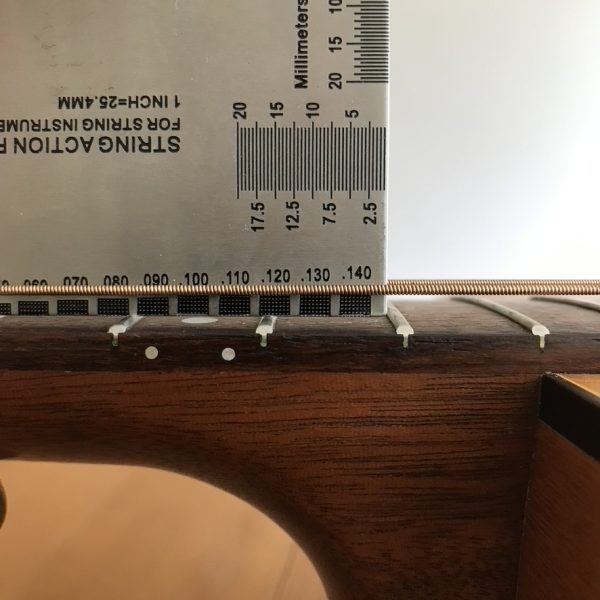 Millimeters
10
15
20
1 INCH=25.4MM
FOR STRING INSTRUME
STRING ACTION R
20 15 10 5
17.5 12.5 7.5 2.5
.060 .070 .080 .090 .100 .110 .120 .130 .140